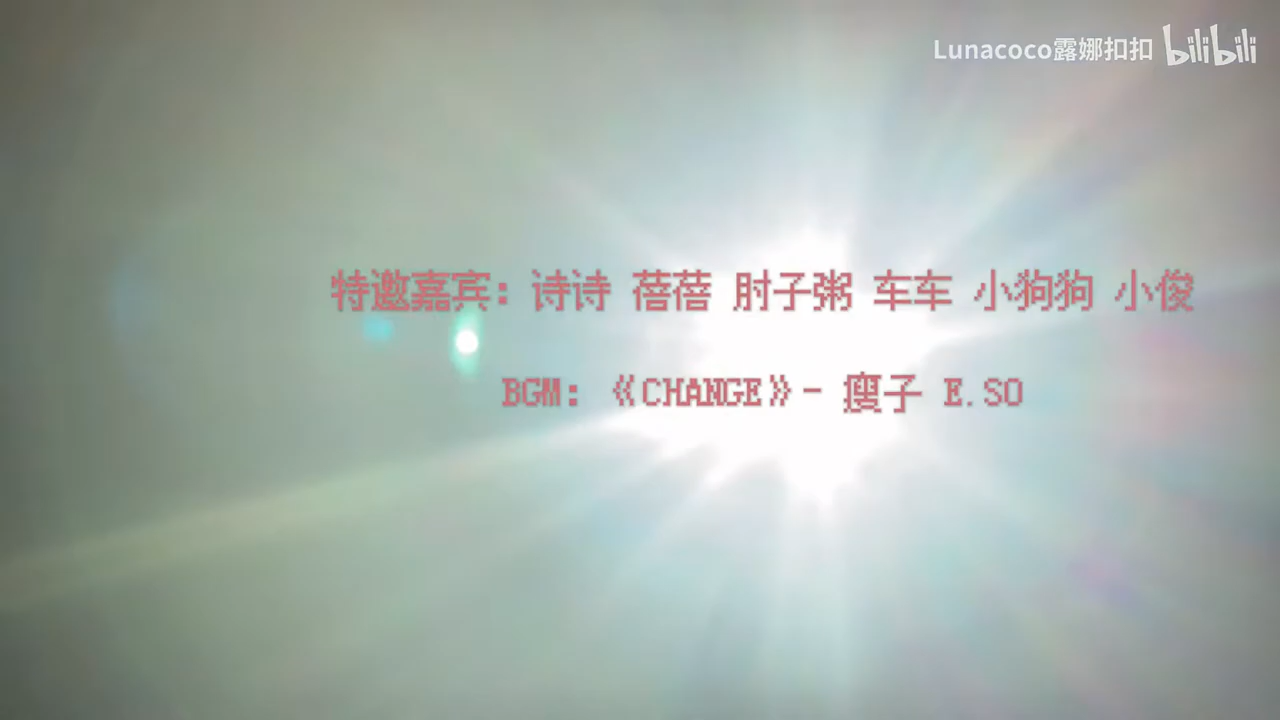 Lunacoco露娜扣扣 bilibili
特邀嘉宾：诗诗 蓓蓓 肘子粥 车车 小狗狗 小俊
BGM：《CHANGE》- 瘦子 E.SO